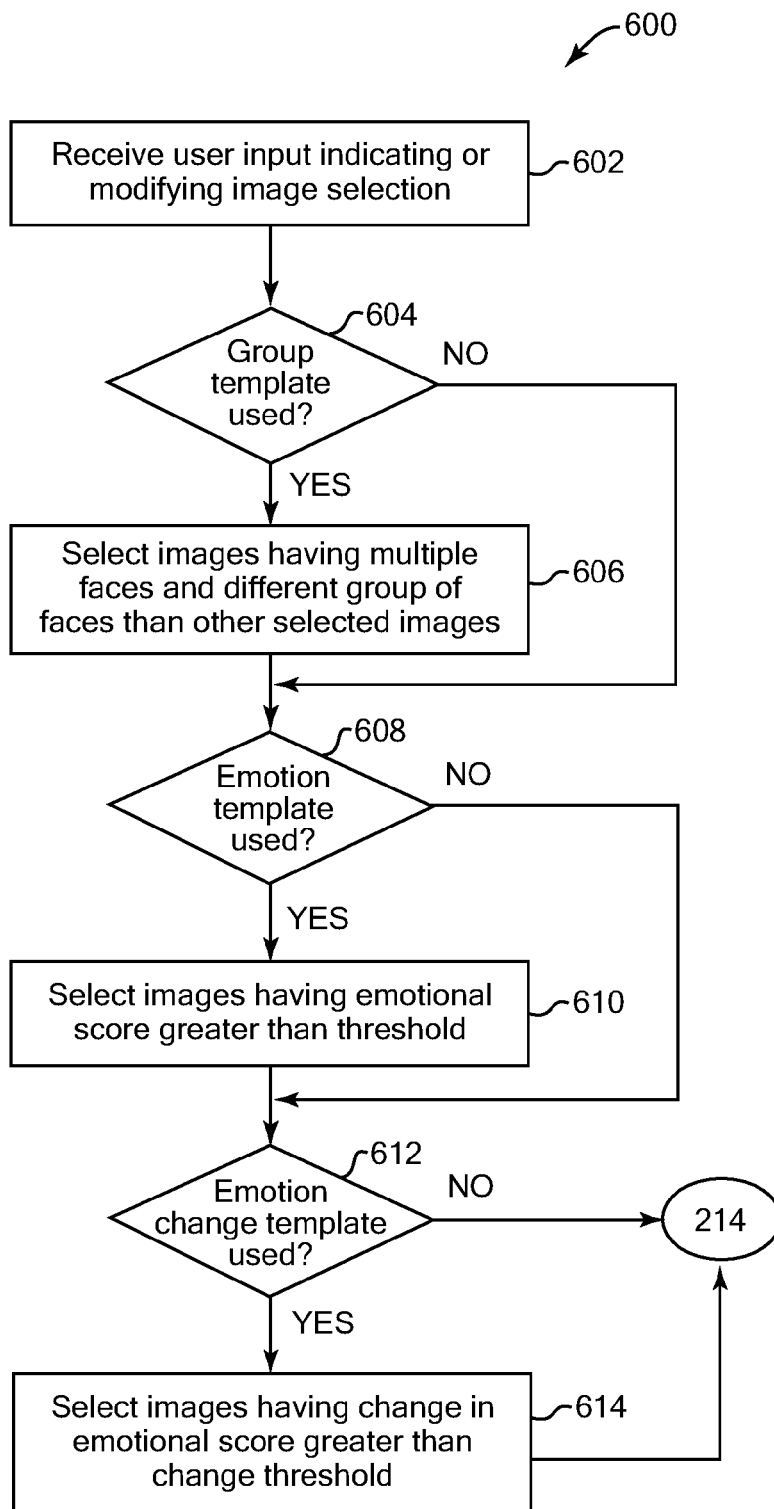 600
Receive user input indicating or
modifying image selection
602
604
Group
template
used?
NO
YES
Select images having multiple
faces and different group of
faces than other selected images
606
608
Emotion
template
used?
NO
YES
Select images having emotional
score greater than threshold
610
612
Emotion
change template
used?
NO
214
YES
Select images having change in
emotional score greater than
change threshold
614